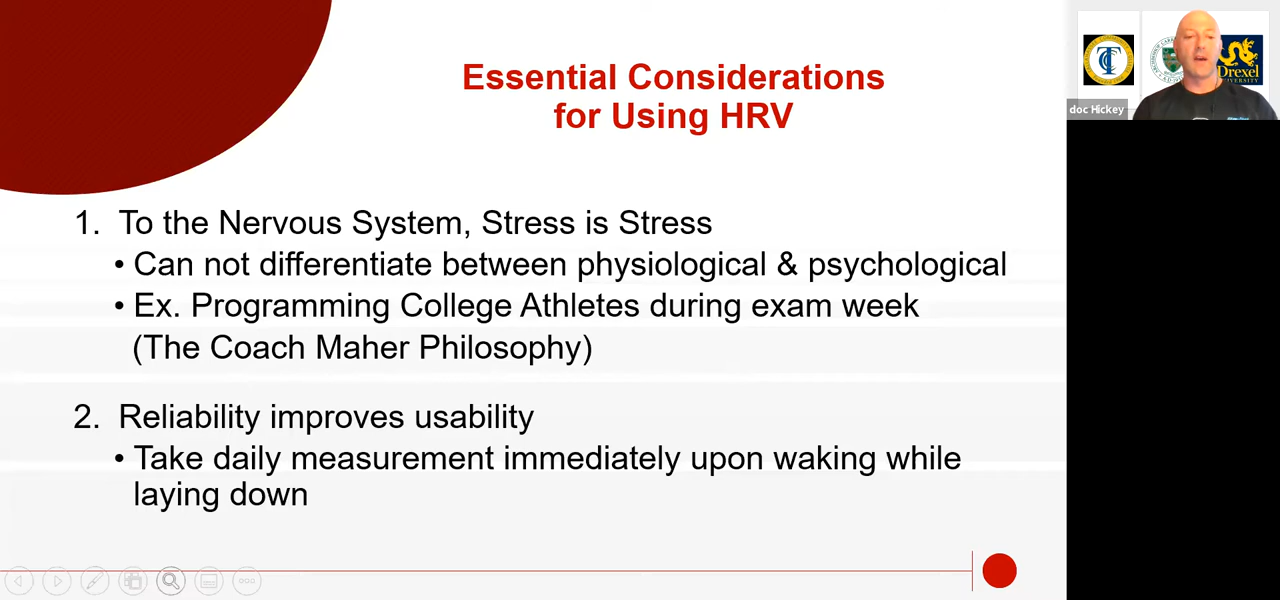 Essential Considerations
for Using HRV
1. To the Nervous System, Stress is Stress
• Can not differentiate between physiological & psychological
• Ex. Programming College Athletes during exam week
(The Coach Maher Philosophy)
2. Reliability improves usability
• Take daily measurement immediately upon waking while
laying down
Drexel
UNIVERSITY
doc Hickey